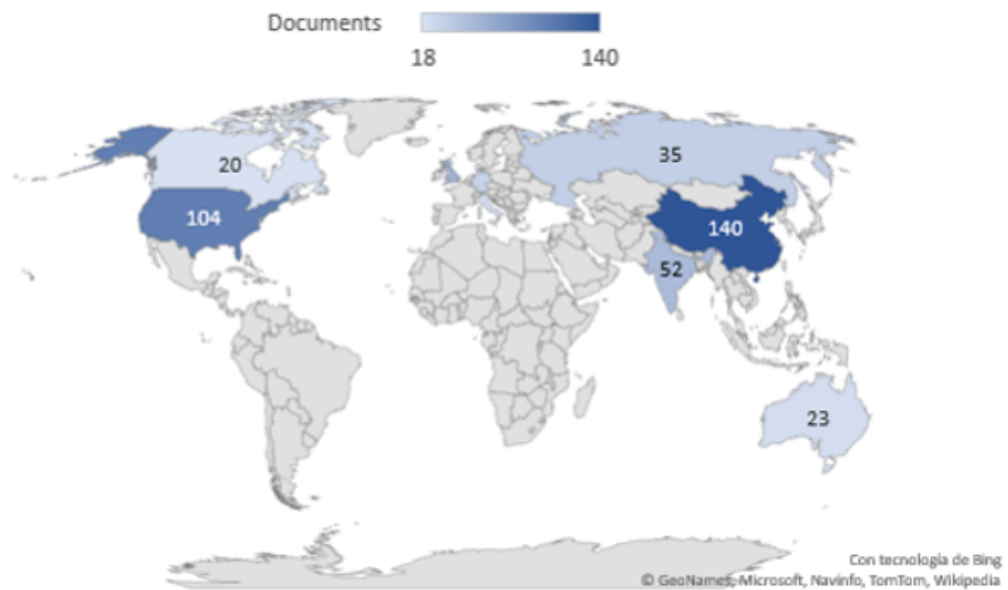 Documents
18 140
20
35
104
140
52
23
Con tecnología de Bing
© GeoNames, Microsoft, Navinfo, TomTom, Wikipedia